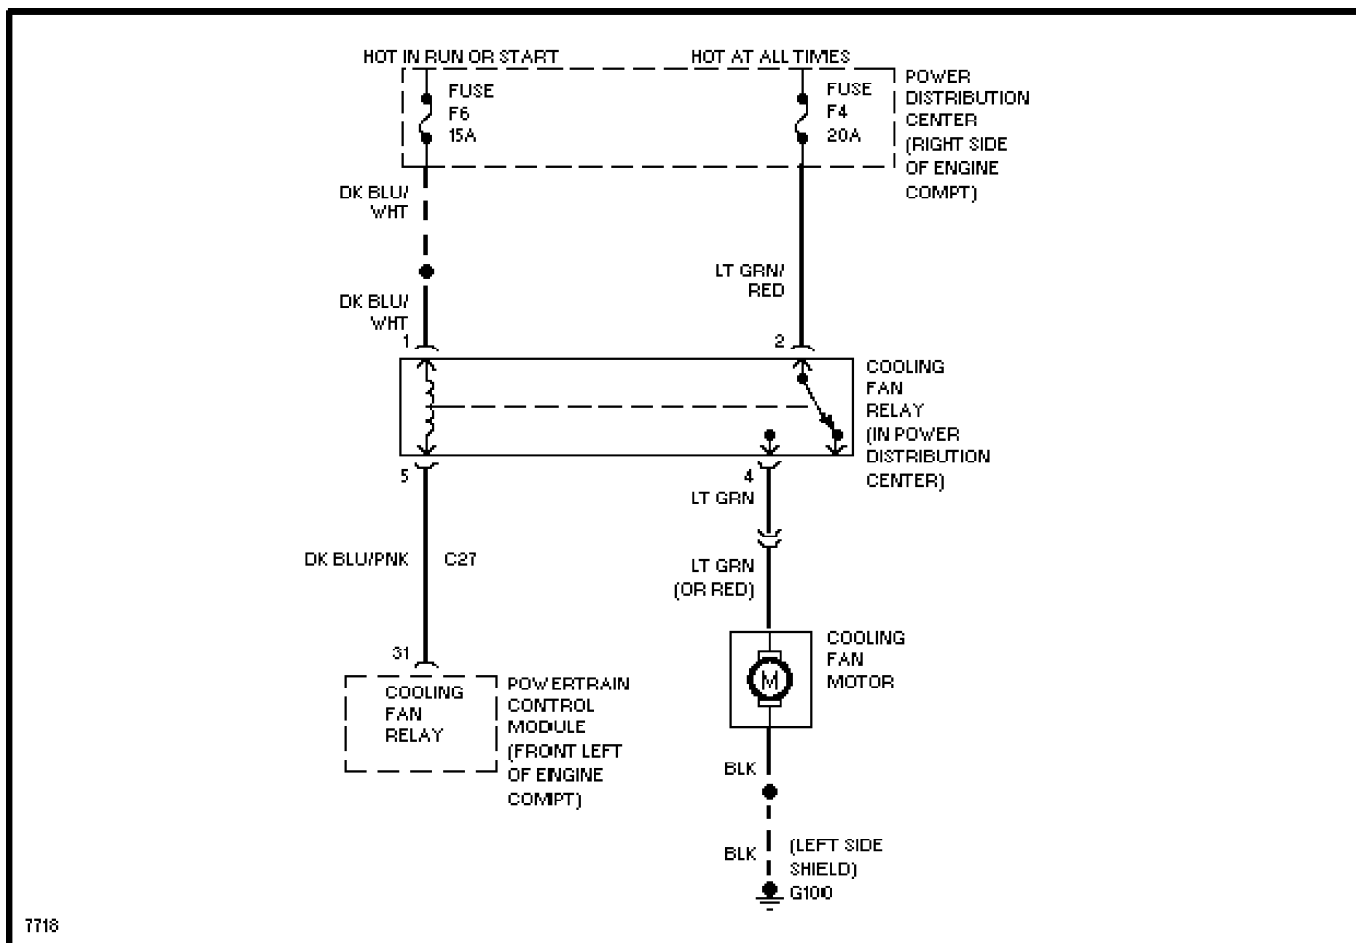 HOT IN RUN OR START
HOT AT ALL TIMES
FUSE
F6
15A
FUSE
F4
20A
POWER
DISTRIBUTION
CENTER
(RIGHT SIDE
OF ENGINE
COMPT)
DK BLU/
WHT
DK BLU/
WHT
LT GRN/
RED
1
2
COOLING
FAN
RELAY
(IN POWER
DISTRIBUTION
CENTER)
5
4
LT GRN
DK BLU/PNK
C27
LT GRN
(OR RED)
31
COOLING
FAN
RELAY
POWERTRAIN
CONTROL
MODULE
(FRONT LEFT
OF ENGINE
COMPT)
M
COOLING
FAN
MOTOR
BLK
BLK
(LEFT SIDE
SHIELD)
G100
7718